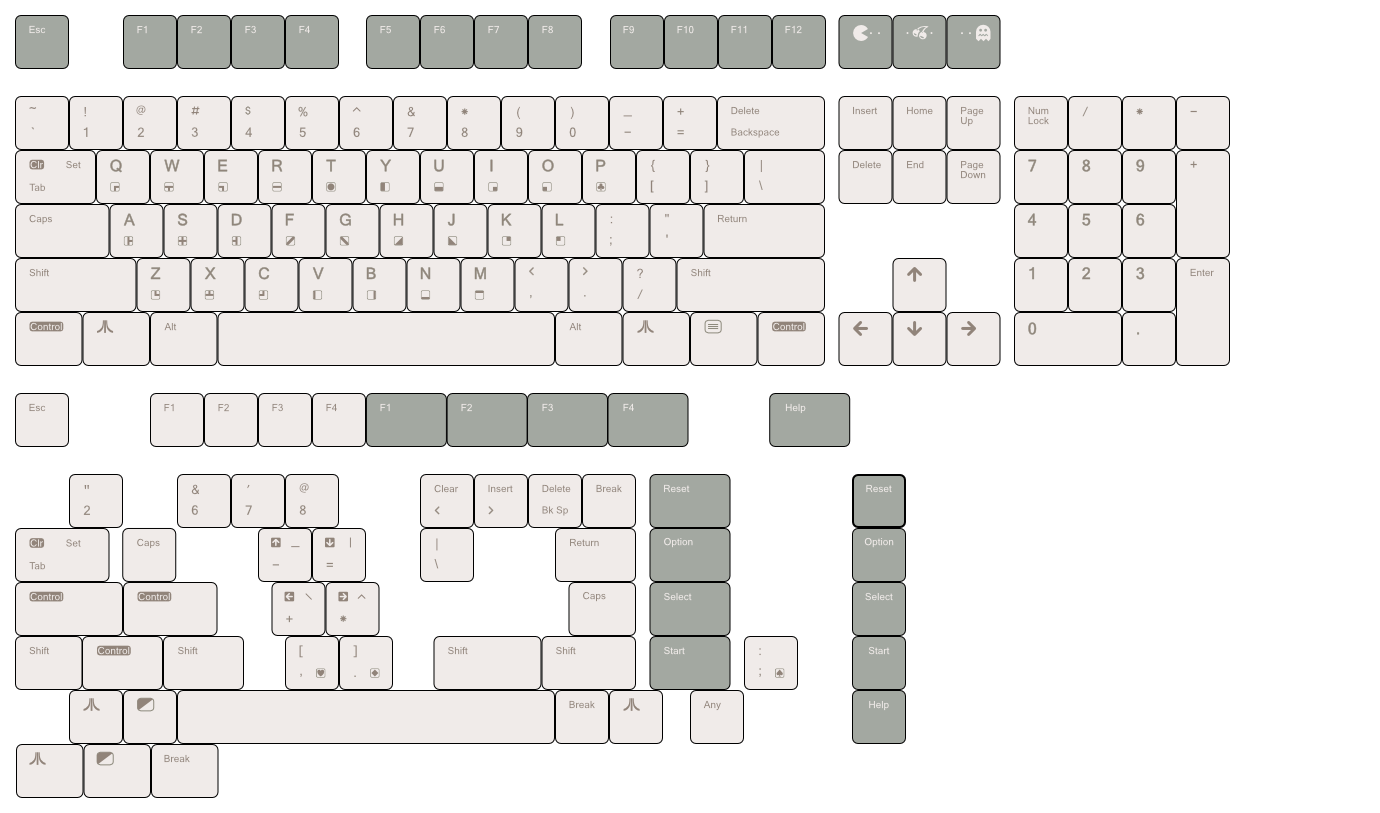 Esc F1 F2 F3 F4 F5 F6 F7 F8 F9 F10 F11 F12
~ ! @ # $ % ^ & * ( ) _ + Delete Insert Home Page Up Num Lock / * -
` 1 2 3 4 5 6 7 8 9 0 - = Backspace
Clr Set Q W E R T Y U I O P { } | Delete End Page Down 7 8 9 +
Tab [ ] \
Caps A S D F G H J K L : " Return 4 5 6
; '
Shift Z X C V B N M < > ? Shift 1 2 3 Enter
, . /
Control Alt Alt Control 0 .
Esc F1 F2 F3 F4 F1 F2 F3 F4 Help
" & ' @ Clear Insert Delete Break Reset Reset
2 6 7 8 < > Bk Sp
Clr Set Caps _ | | Return Option Option
Tab - = \
Control Control \ ^ Caps Select Select
+ *
Shift Control Shift [ ] Shift Shift Start : Start
, . ;
Break Any Help
Break